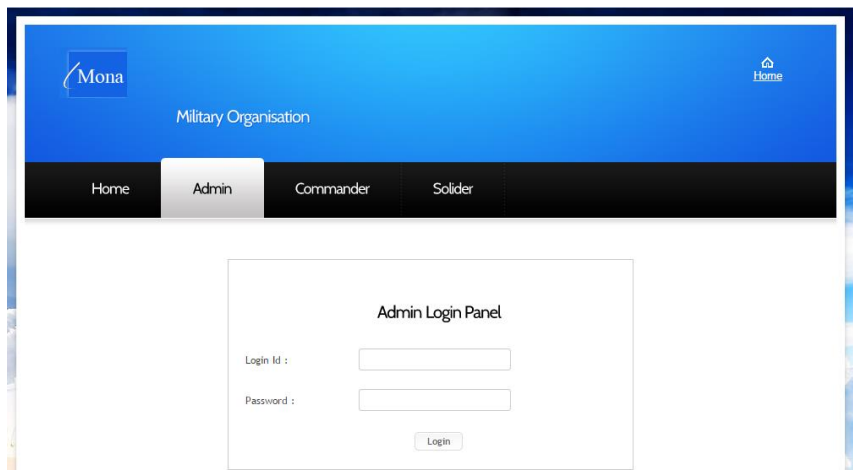 Mona
Home
Military Organisation
Home Admin Commander Solider
Admin Login Panel
Login Id :
Password :
Login